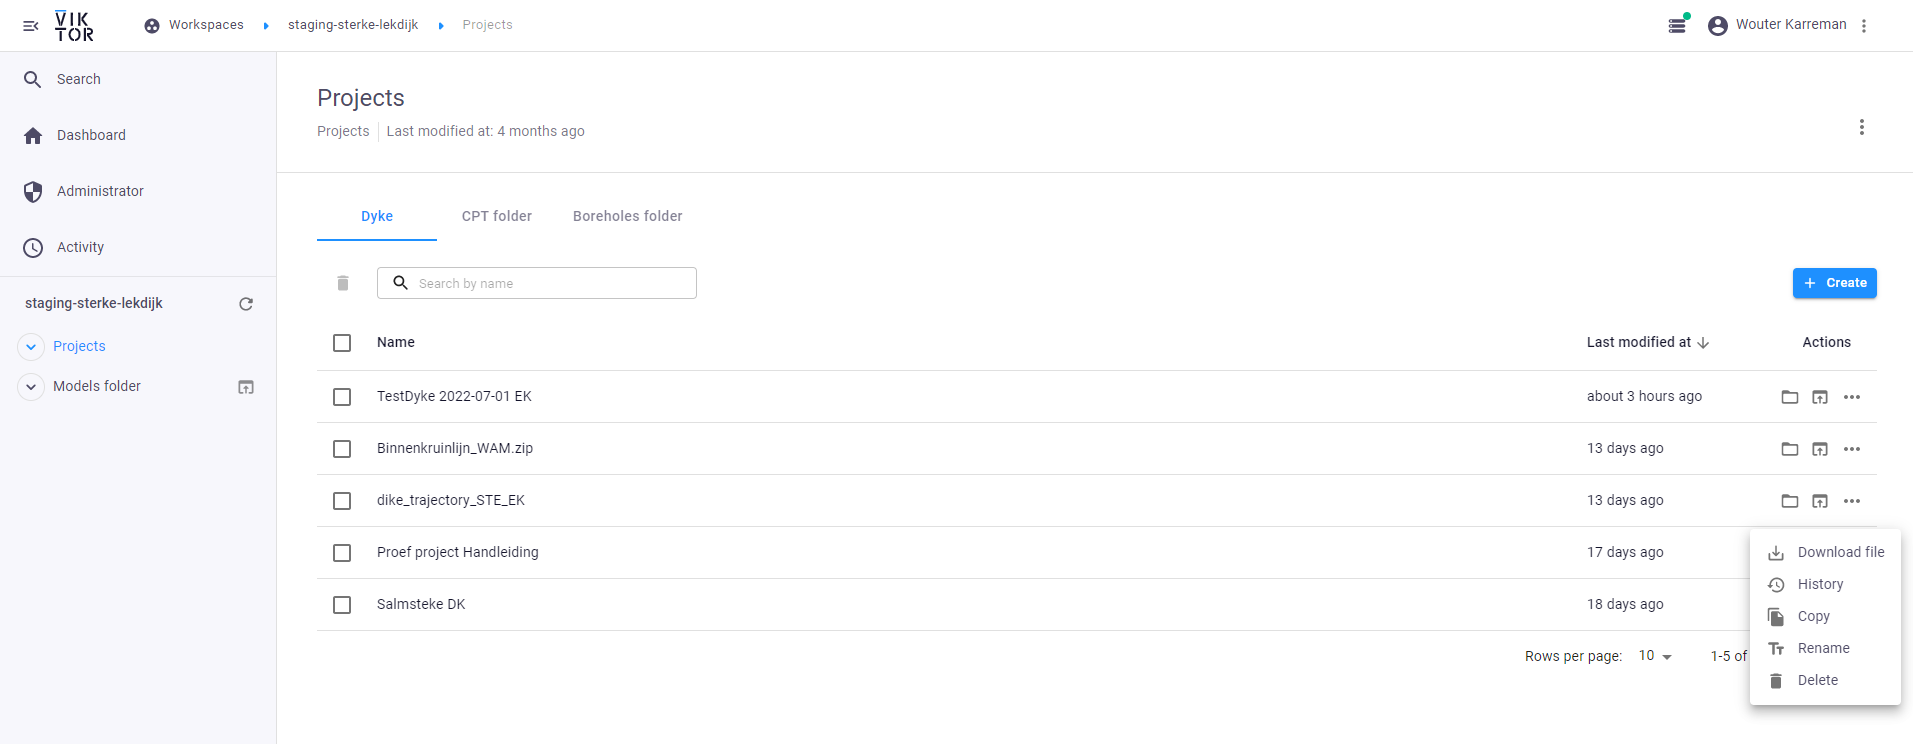 VIKTOR Workspaces staging-sterke-lekdijk Projects Wouter Karreman
Search
Dashboard
Administrator
Activity
staging-sterke-lekdijk
Projects
Models folder
Projects
Projects Last modified at: 4 months ago
Dyke CPT folder Boreholes folder
Search by name + Create
Name Last modified at Actions
TestDyke 2022-07-01 EK about 3 hours ago
Binnenkruinlijn_WAM.zip 13 days ago
dike_trajectory_STE_EK 13 days ago
Proef project Handleiding 17 days ago
Salmsteke DK 18 days ago
Rows per page: 10 1-5 of
Download file
History
Copy
Rename
Delete